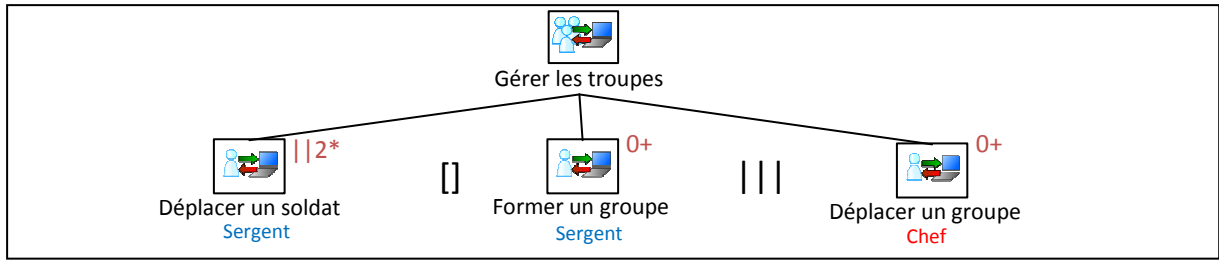 Gérer les troupes
||2*
[]
0+
|||
0+
Déplacer un soldat
Sergent
Former un groupe
Sergent
Déplacer un groupe
Chef